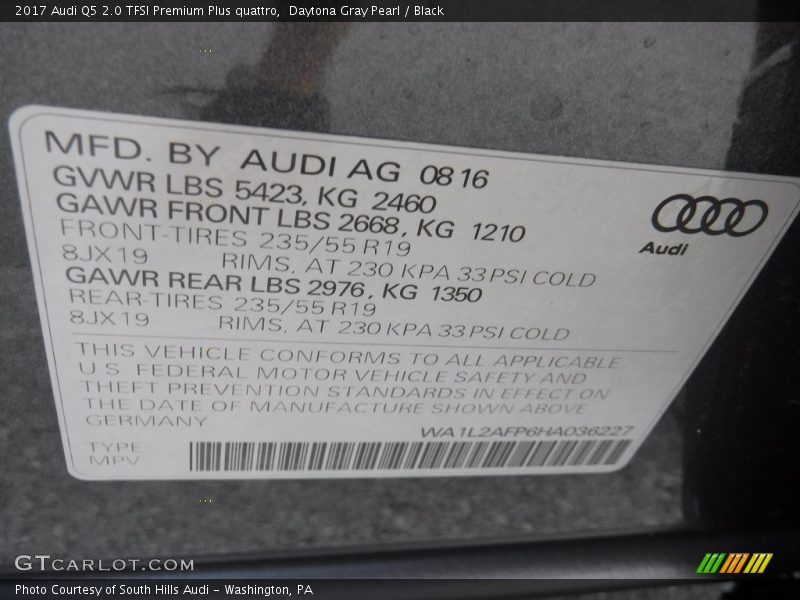 2017 Audi Q5 2.0 TFSI Premium Plus quattro, Daytona Gray Pearl / Black
MFD. BY AUDI AG 0816
GVWR LBS 5423, KG 2460
GAWR FRONT LBS 2668, KG 1210
FRONT-TIRES 235/55 R19
8JX19 RIMS, AT 230 KPA 33 PSI COLD
GAWR REAR LBS 2976, KG 1350
REAR-TIRES 235/55 R19
8JX19 RIMS, AT 230 KPA 33 PSI COLD
Audi
THIS VEHICLE CONFORMS TO ALL APPLICABLE
U.S. FEDERAL MOTOR VEHICLE SAFETY AND
THEFT PREVENTION STANDARDS IN EFFECT ON
THE DATE OF MANUFACTURE SHOWN ABOVE
GERMANY
WA1L2AFP6HA036227
TYPE
MPV
GTCARLOT.COM
Photo Courtesy of South Hills Audi - Washington, PA